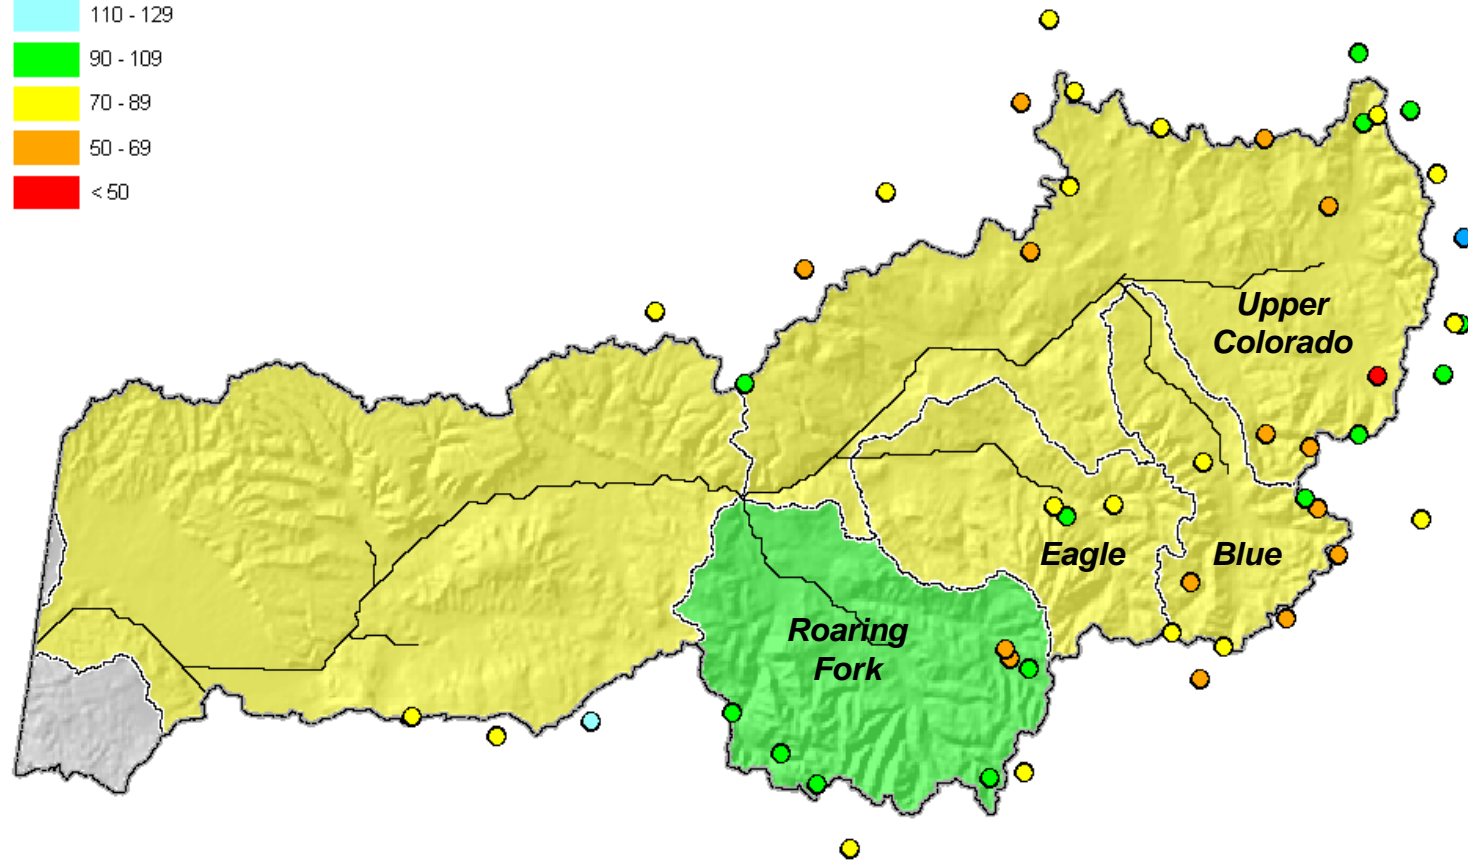 110 - 129
90 - 109
70 - 89
50 - 69
< 50
Upper
Colorado
Eagle
Blue
Roaring
Fork